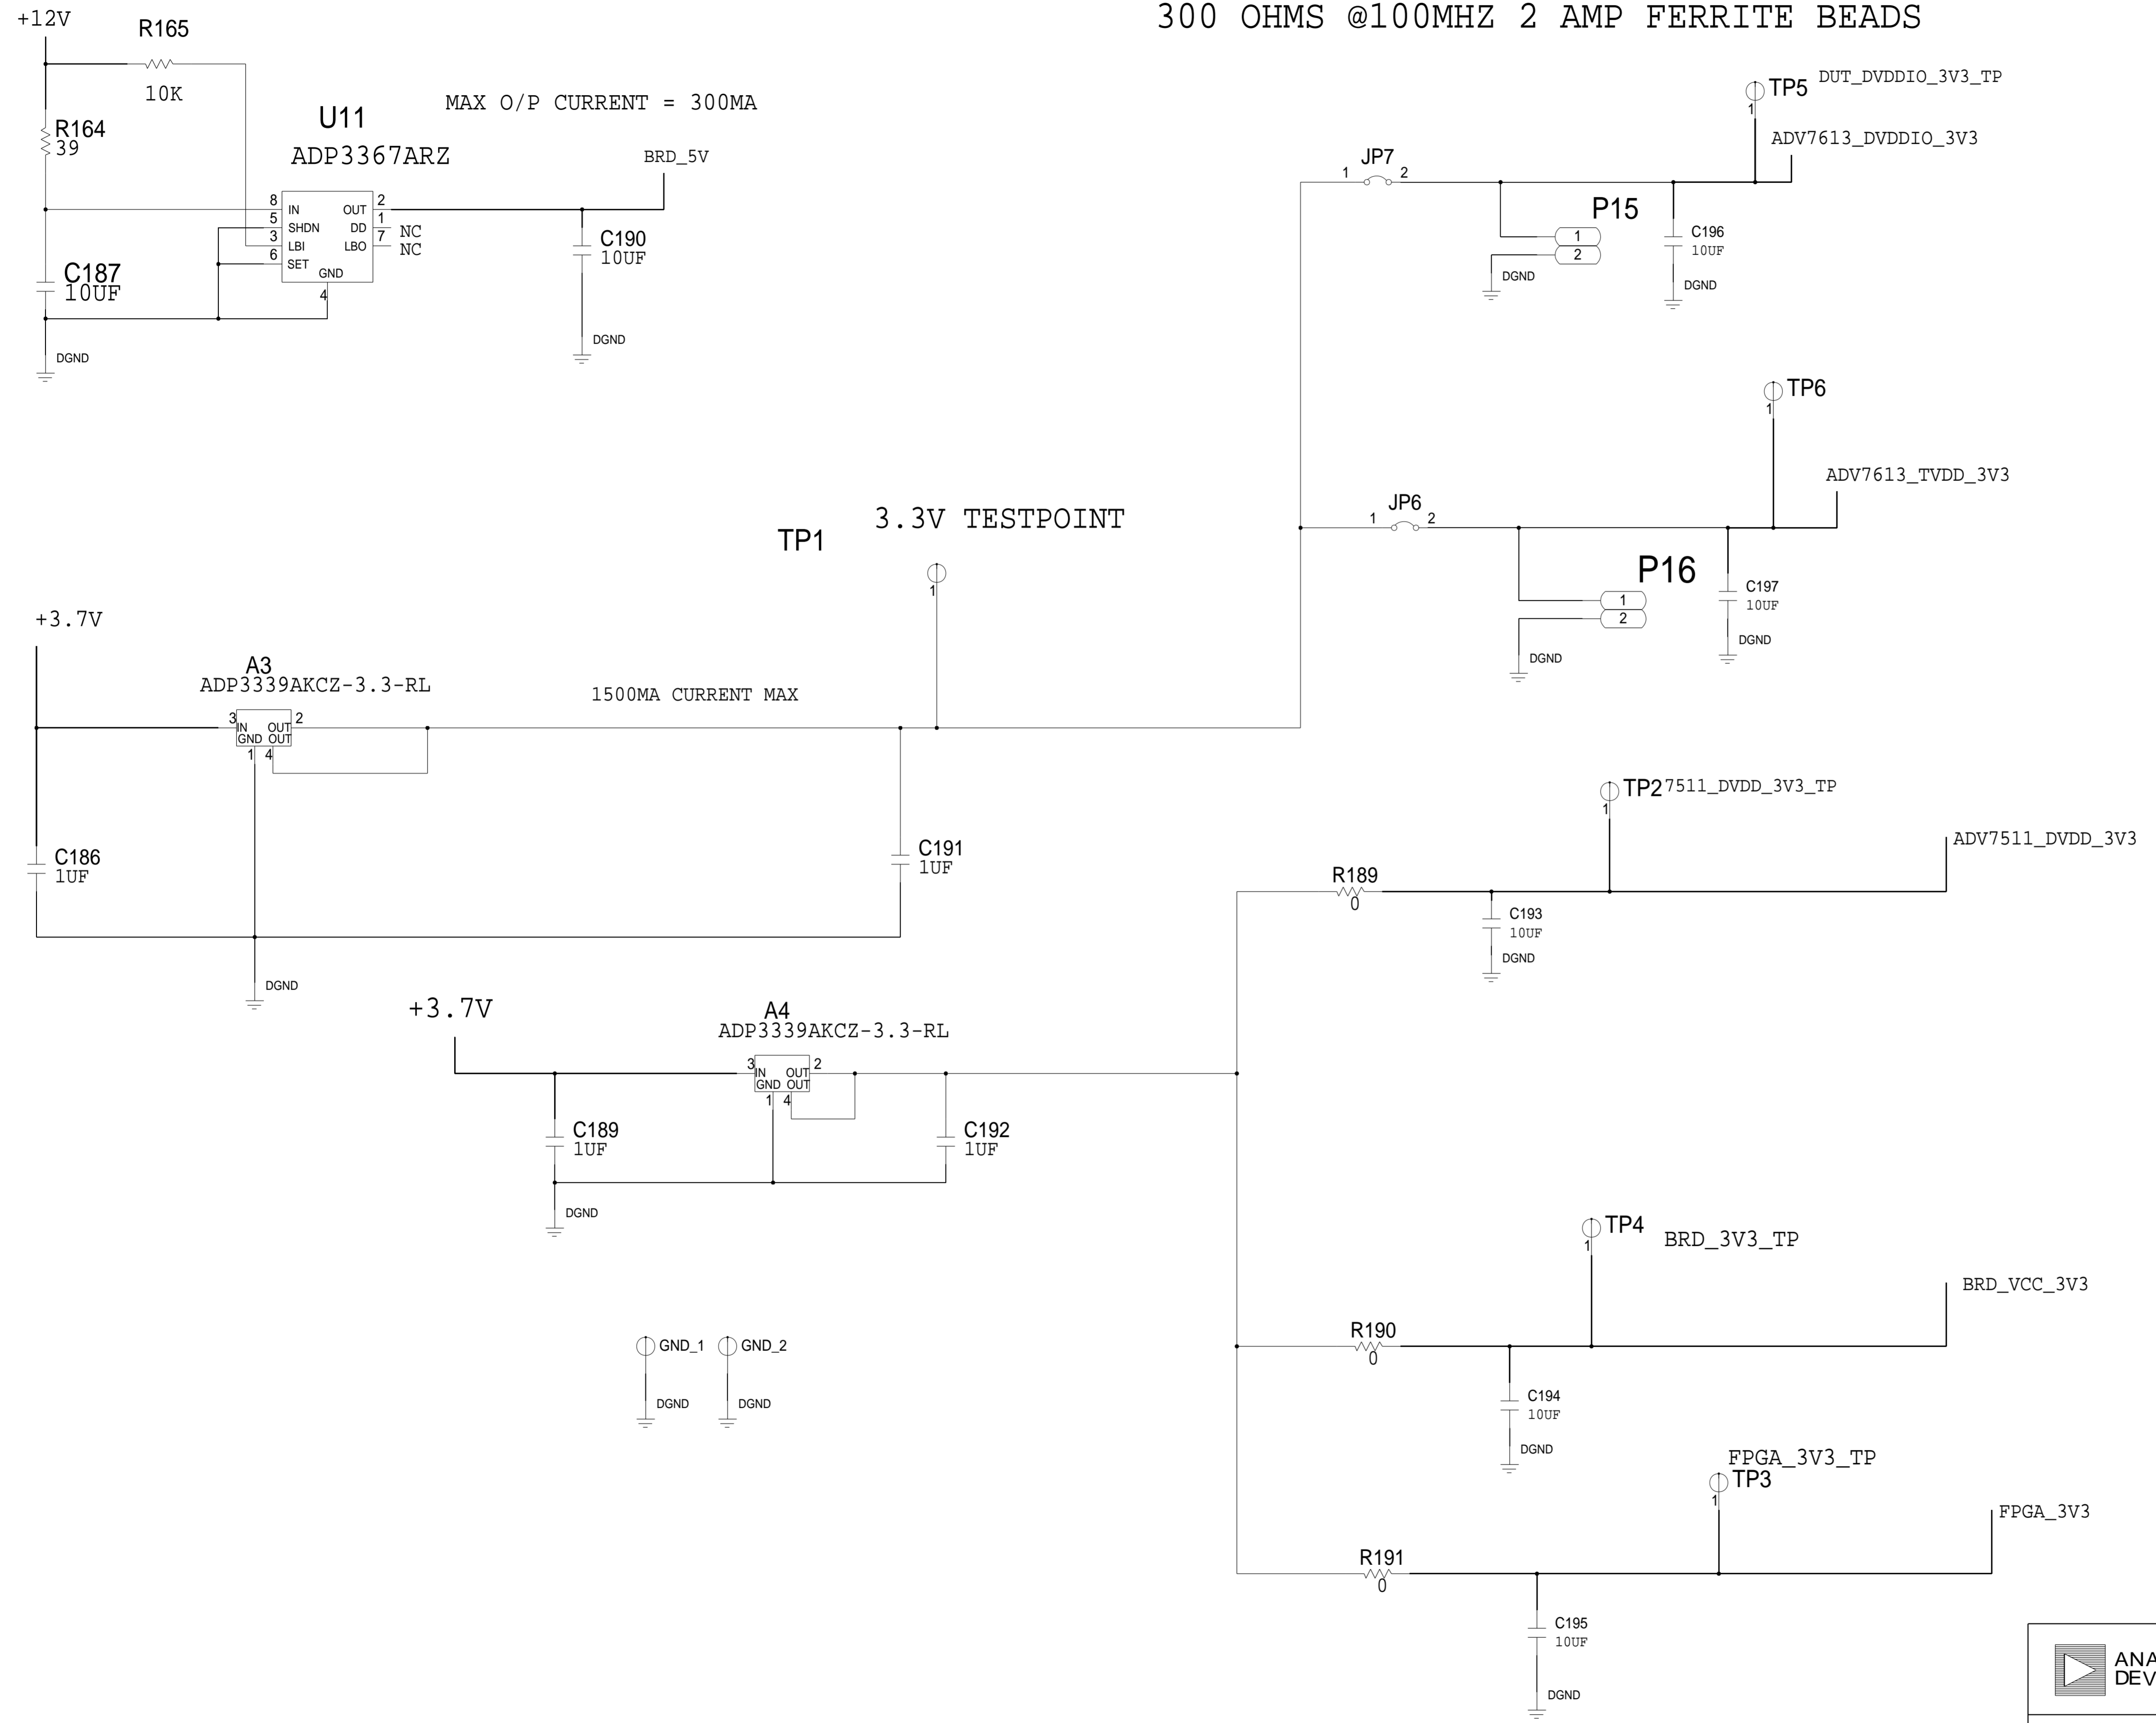 300 OHMS @100MHZ 2 AMP FERRITE BEADS
+12V
R165
10K
R164
39
MAX O/P CURRENT = 300MA
U11
ADP3367ARZ
BRD_5V
8 IN OUT 2
5 SHDN DD 1 NC
3 LBI LBO 7 NC
6 SET
GND
4
C187
10UF
DGND
C190
10UF
DGND
TP5 DUT_DVDDIO_3V3_TP
1
ADV7613_DVDDIO_3V3
JP7
1 2
P15
1
2
DGND
C196
10UF
DGND
TP6
1
ADV7613_TVDD_3V3
JP6
1 2
P16
1
2
DGND
C197
10UF
DGND
3.3V TESTPOINT
TP1
1
+3.7V
A3
ADP3339AKCZ-3.3-RL
1500MA CURRENT MAX
3 IN OUT 2
GND OUT
1 4
C186
1UF
C191
1UF
DGND
TP2 7511_DVDD_3V3_TP
1
ADV7511_DVDD_3V3
R189
0
C193
10UF
DGND
+3.7V
A4
ADP3339AKCZ-3.3-RL
3 IN OUT 2
GND OUT
1 4
C189
1UF
C192
1UF
DGND
TP4 BRD_3V3_TP
1
BRD_VCC_3V3
R190
0
C194
10UF
DGND
GND_1 GND_2
DGND DGND
FPGA_3V3_TP
TP3
1
FPGA_3V3
R191
0
C195
10UF
DGND
ANA
DEV